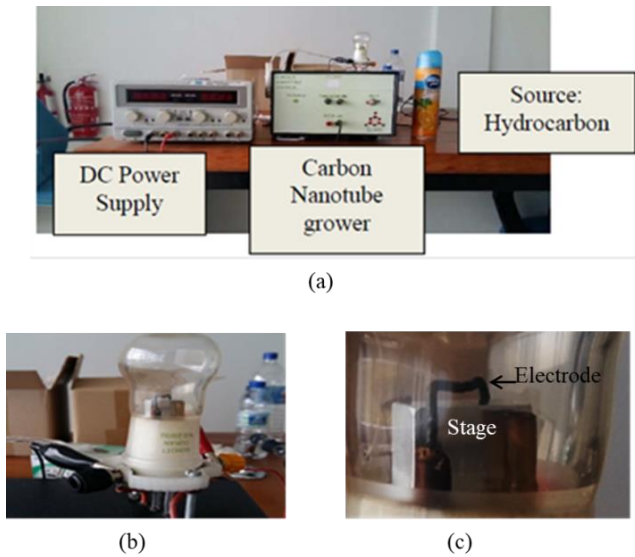 Source:
Hydrocarbon
DC Power
Supply
Carbon
Nanotube
grower
(a)
Electrode
Stage
(b)
(c)